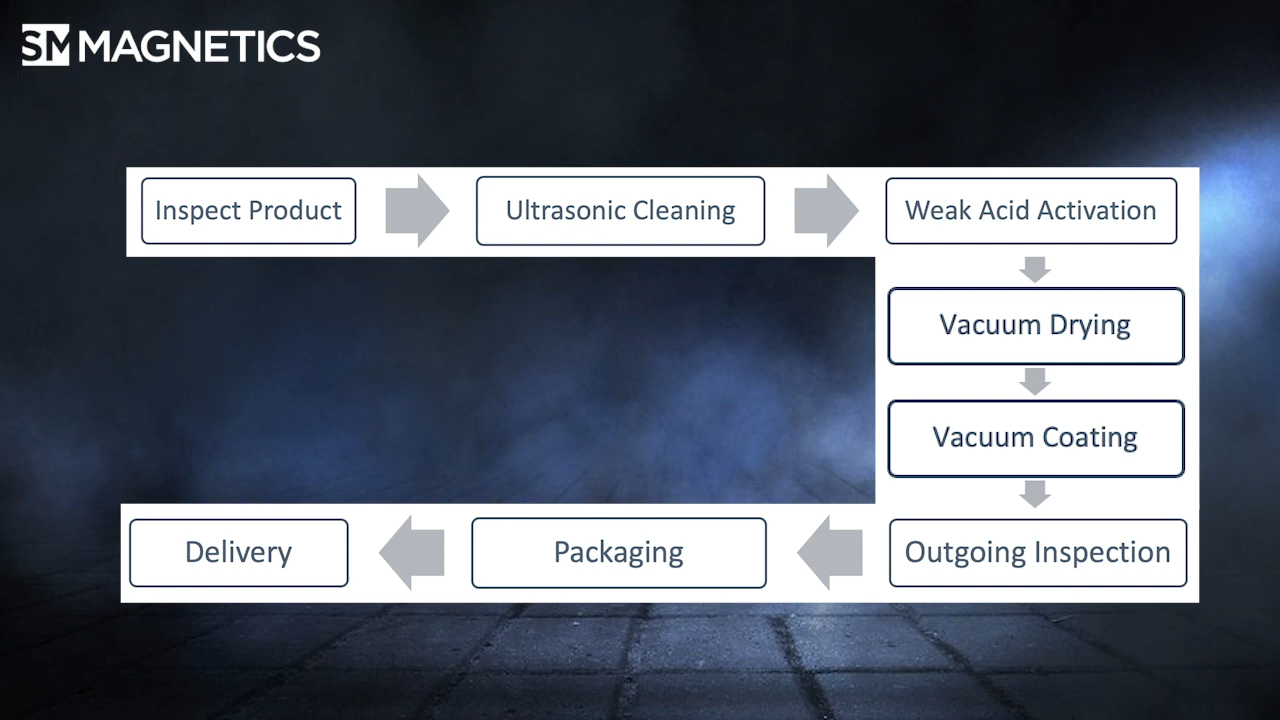 SM MAGNETICS
Inspect Product
Ultrasonic Cleaning
Weak Acid Activation
Vacuum Drying
Vacuum Coating
Outgoing Inspection
Packaging
Delivery